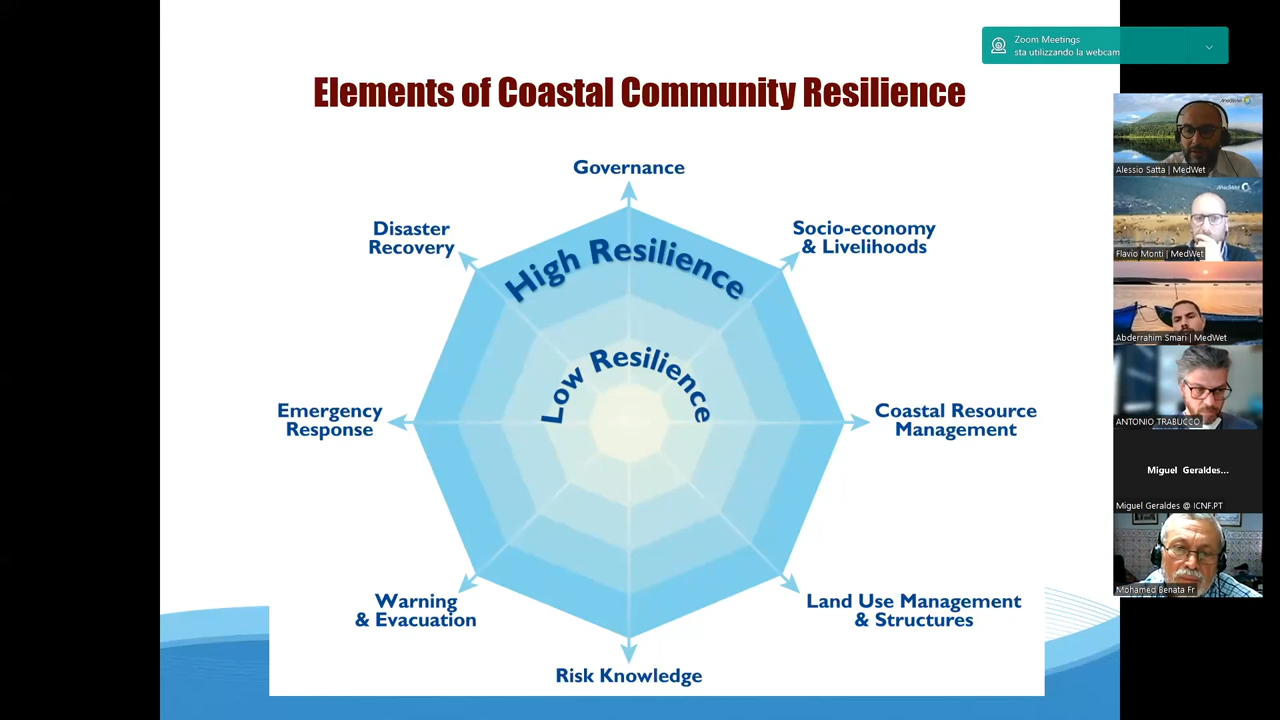 Zoom Meetings
sta utilizzando la webcam
Elements of Coastal Community Resilience
Governance
Disaster
Recovery
Socio-economy
& Livelihoods
High Resilience
Low Resilience
Emergency
Response
Coastal Resource
Management
Warning
& Evacuation
Land Use Management
& Structures
Risk Knowledge
MedWet
Alessio Satta | MedWet
MedWet
Flavio Monti | MedWet
Abderrahim Smari | MedWet
ANTONIO TRABUCCO
Miguel Geraldes...
Miguel Geraldes @ ICNF.PT
Mohamed Benata Fr